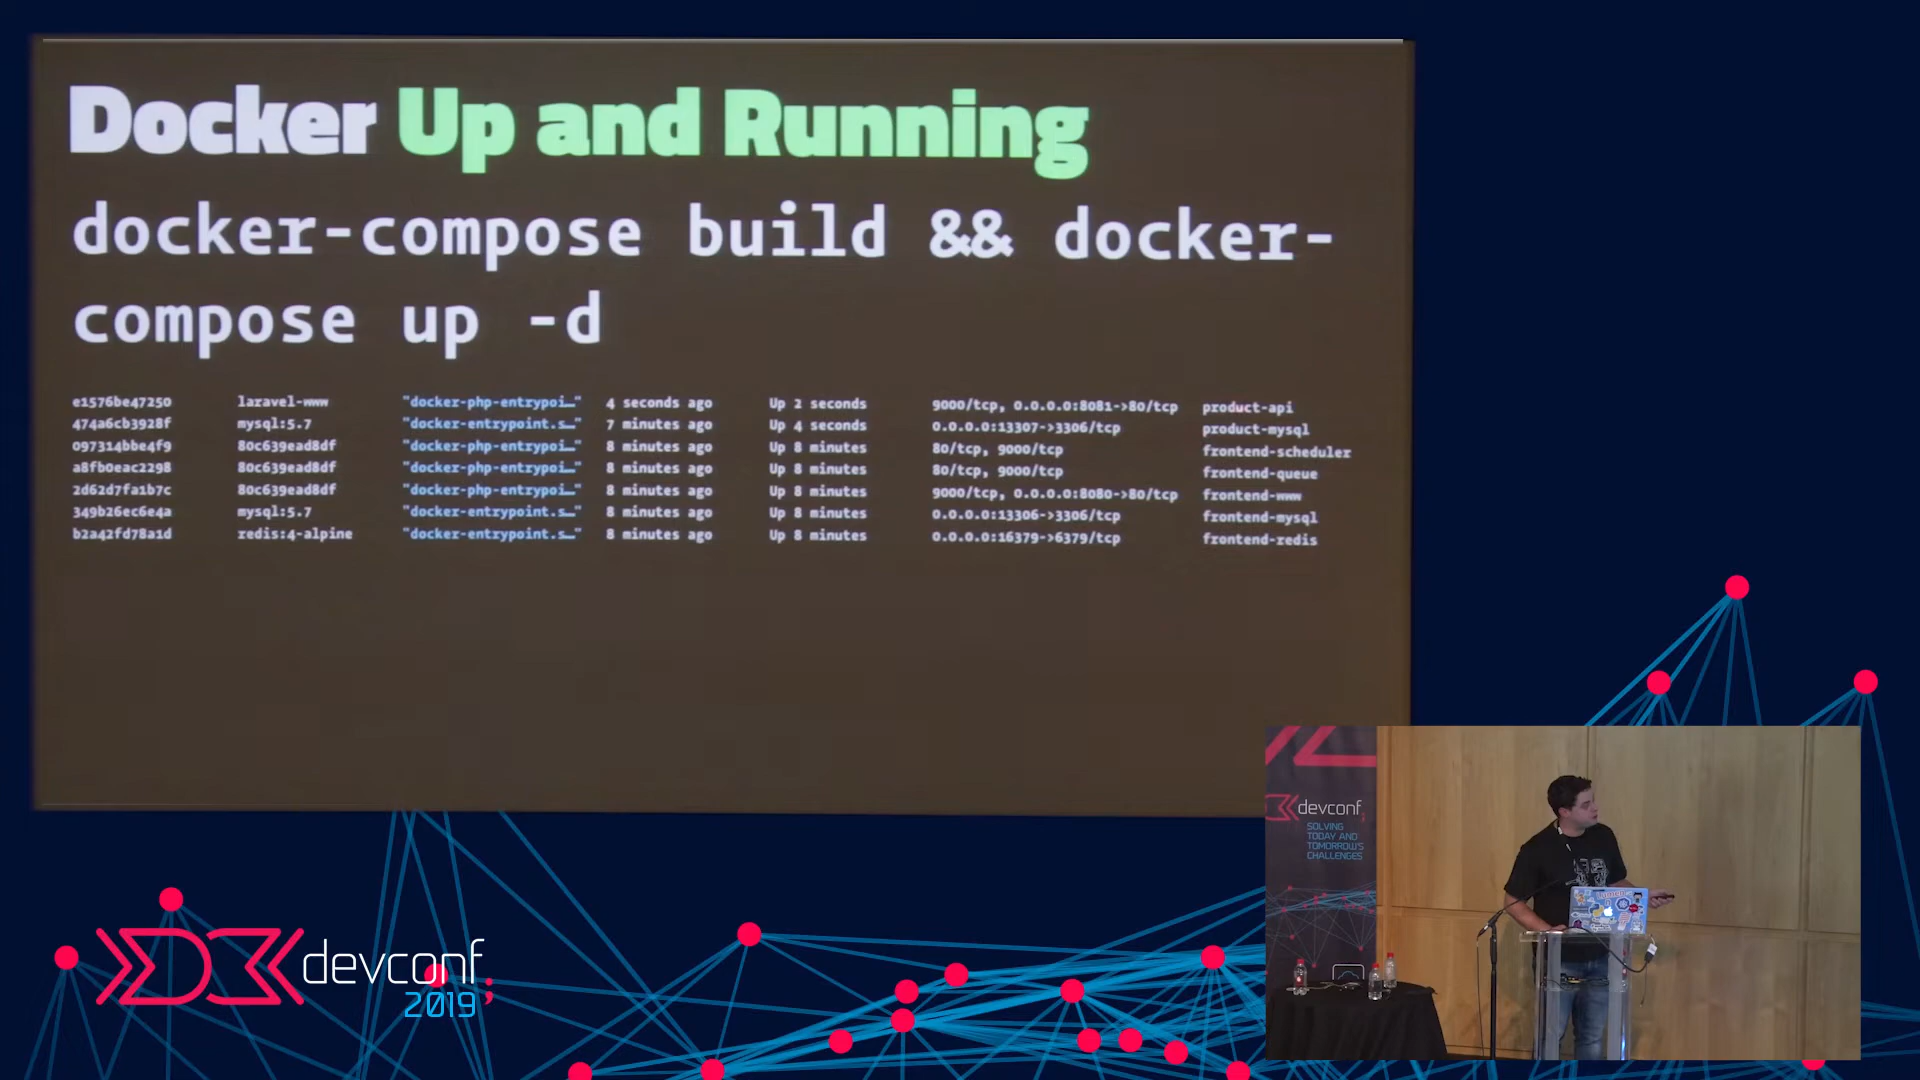 Docker Up and Running
docker-compose build && docker-
compose up -d
e1576be47250 laravel-www "docker-php-entrypoi…" 4 seconds ago Up 2 seconds 9000/tcp, 0.0.0.0:8081->80/tcp product-api
474a6cb3928f mysql:5.7 "docker-entrypoint.s…" 7 minutes ago Up 4 seconds 0.0.0.0:13307->3306/tcp product-mysql
097314bbe4f9 80c639ead8df "docker-php-entrypoi…" 8 minutes ago Up 8 minutes 80/tcp, 9000/tcp frontend-scheduler
a8fb0eac2298 80c639ead8df "docker-php-entrypoi…" 8 minutes ago Up 8 minutes 80/tcp, 9000/tcp frontend-queue
2d62d7fa1b7c 80c639ead8df "docker-php-entrypoi…" 8 minutes ago Up 8 minutes 9000/tcp, 0.0.0.0:8080->80/tcp frontend-www
349b26ec6e4a mysql:5.7 "docker-entrypoint.s…" 8 minutes ago Up 8 minutes 0.0.0.0:13306->3306/tcp frontend-mysql
b2a42fd78a1d redis:4-alpine "docker-entrypoint.s…" 8 minutes ago Up 8 minutes 0.0.0.0:16379->6379/tcp frontend-redis
devconf;
SOLVING
TODAY AND
TOMORROW'S
CHALLENGES
devconf;
2019